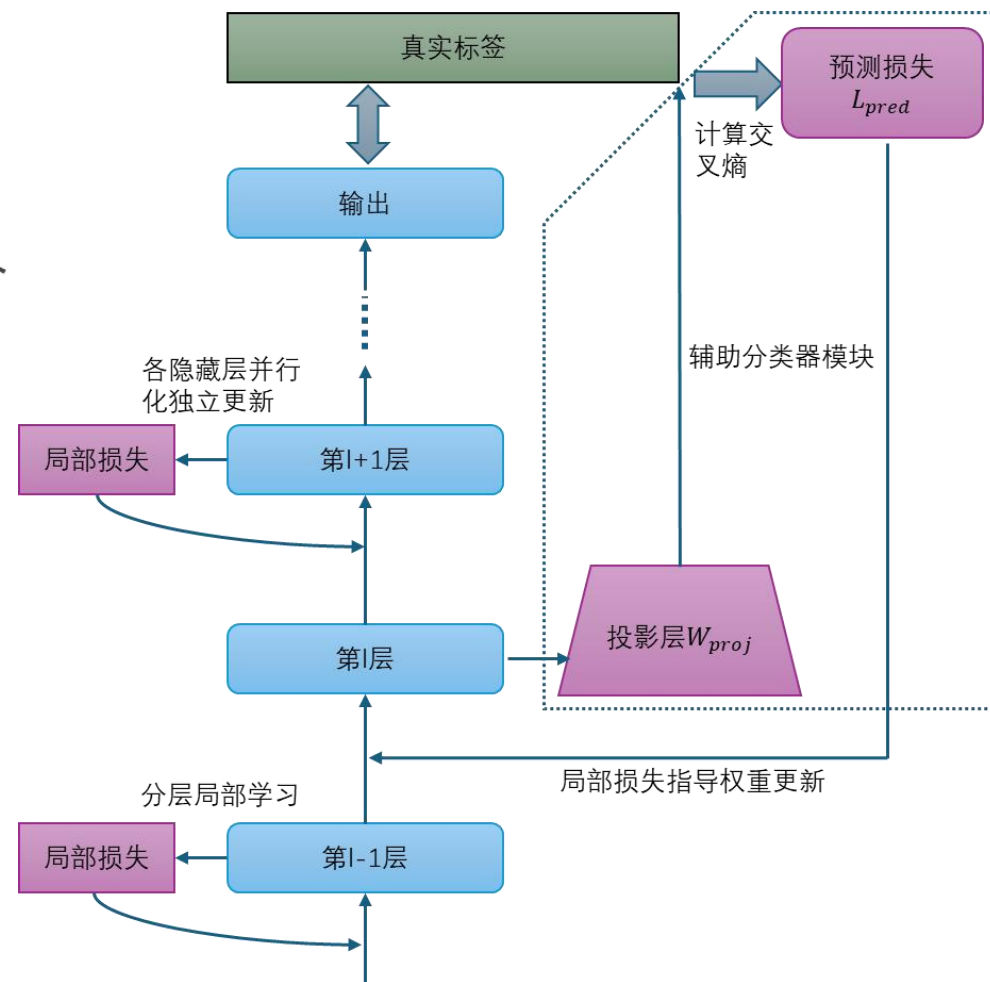 真实标签
预测损失
L_pred
计算交
叉熵
输出
辅助分类器模块
各隐藏层并行
化独立更新
局部损失
第l+1层
第l层
投影层W_proj
局部损失指导权重更新
分层局部学习
局部损失
第l-1层